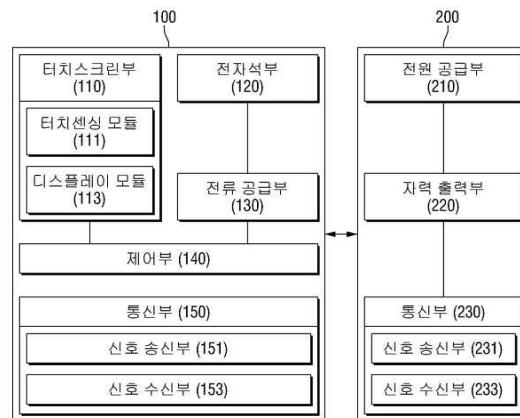 100
200
터치스크린부
(110)
터치센싱 모듈
(111)
디스플레이 모듈
(113)
전자석부
(120)
전류 공급부
(130)
제어부 (140)
통신부 (150)
신호 송신부 (151)
신호 수신부 (153)
전원 공급부
(210)
자력 출력부
(220)
통신부 (230)
신호 송신부 (231)
신호 수신부 (233)